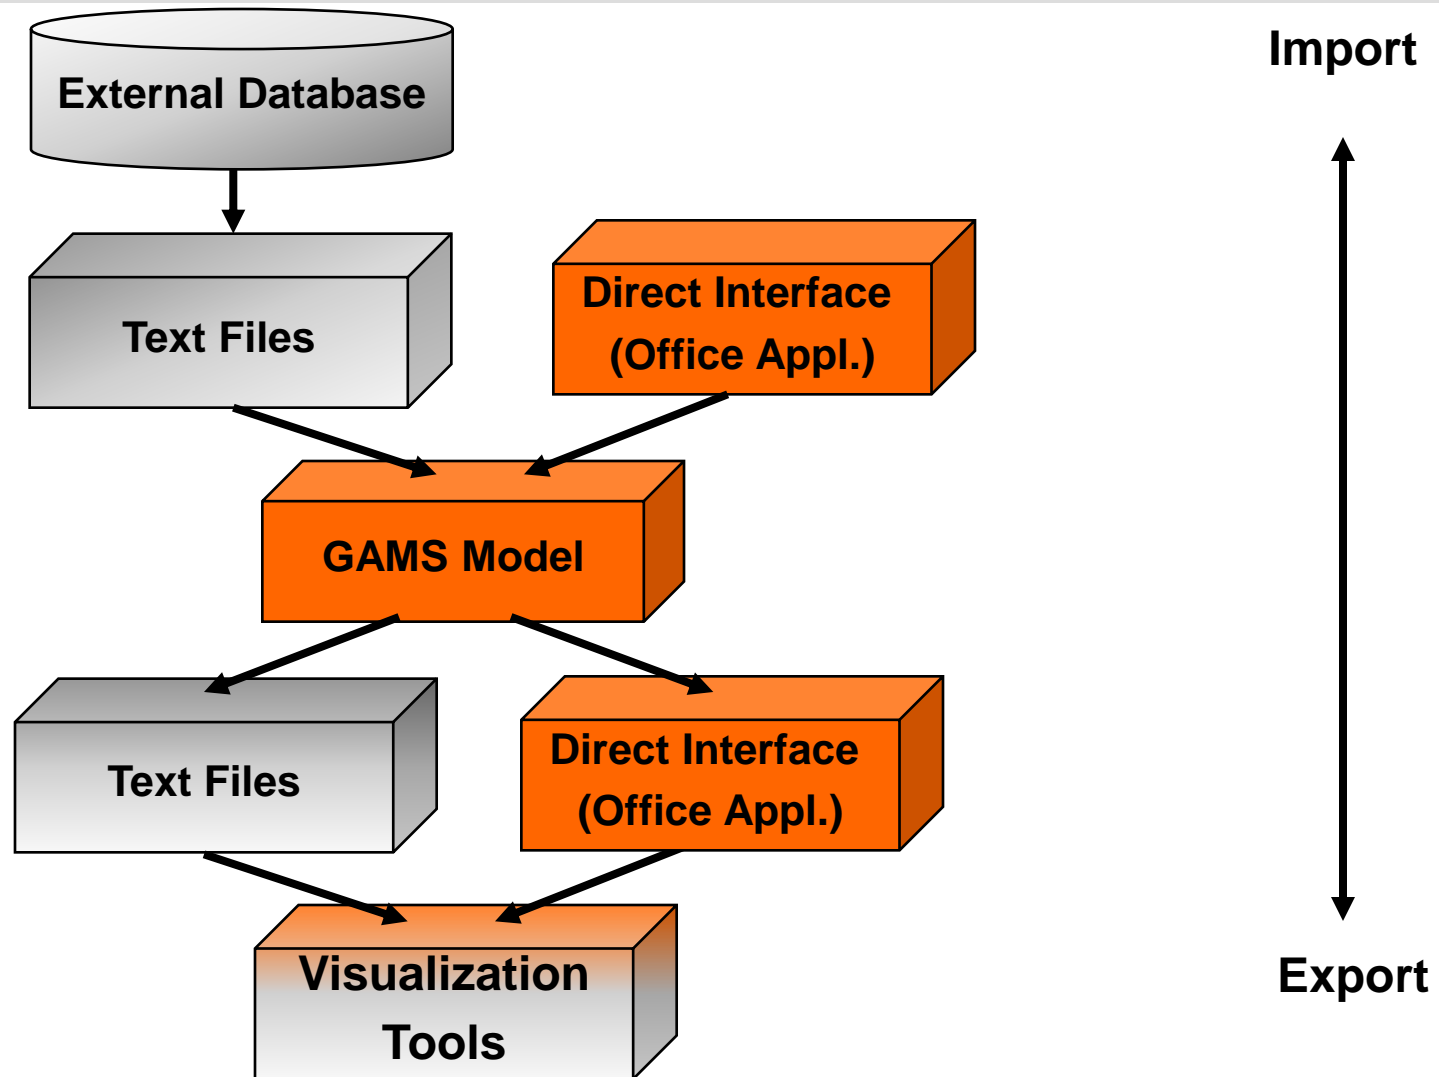 Import
External Database
Text Files
Direct Interface
(Office Appl.)
GAMS Model
Text Files
Direct Interface
(Office Appl.)
Visualization
Tools
Export